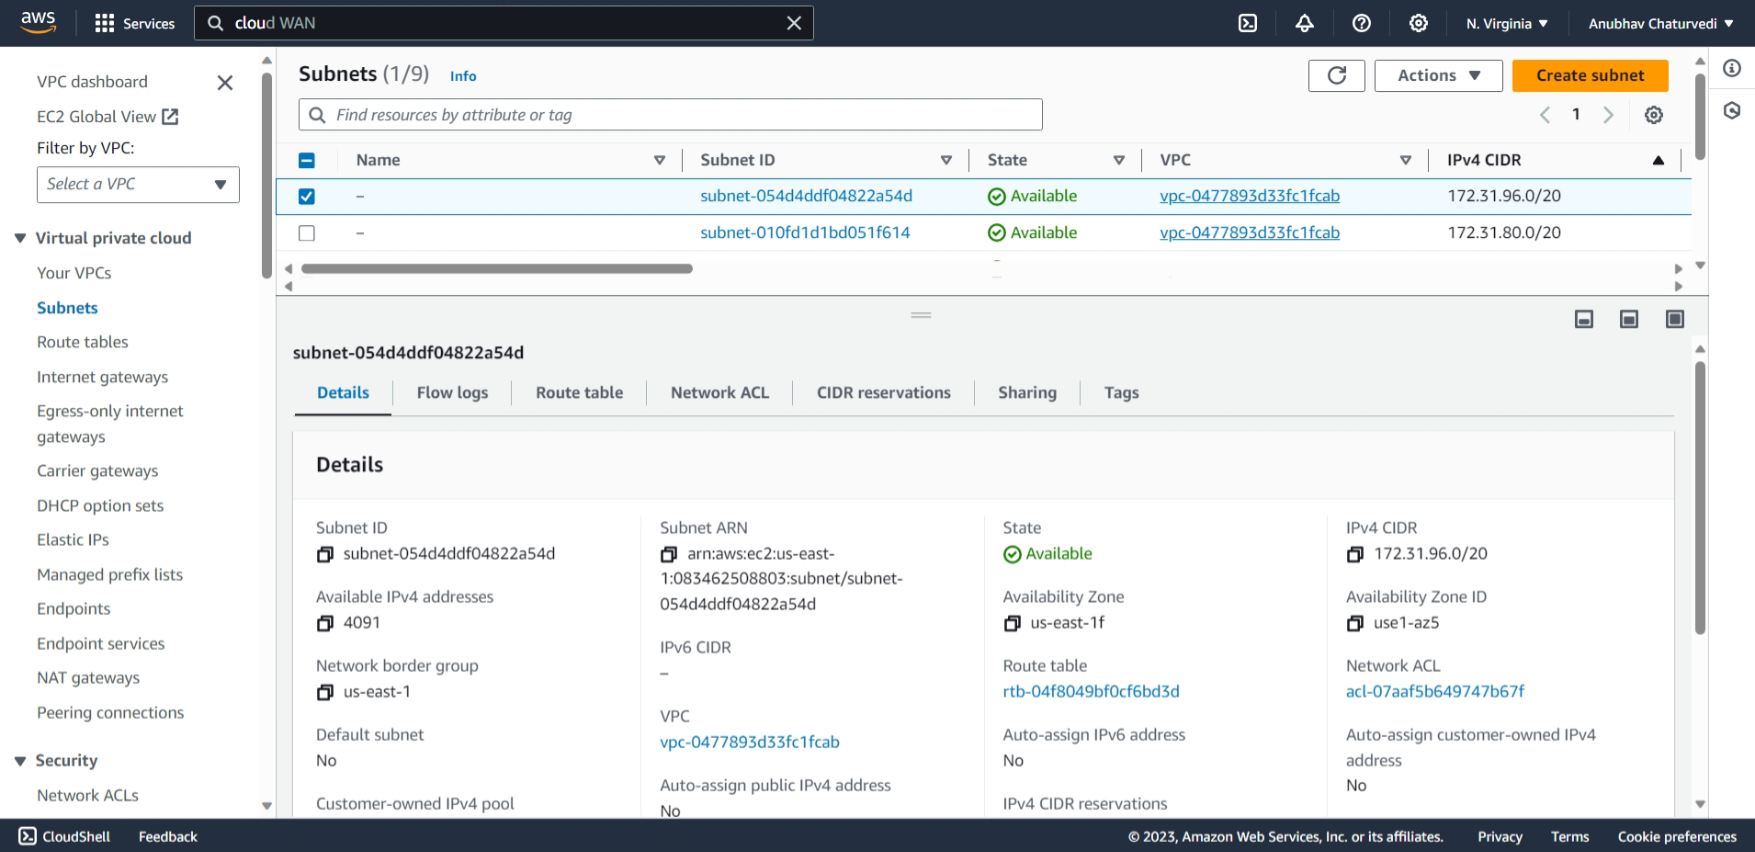 aws Services cloud WAN N. Virginia Anubhav Chaturvedi
VPC dashboard
EC2 Global View
Filter by VPC:
Select a VPC
Virtual private cloud
Your VPCs
Subnets
Route tables
Internet gateways
Egress-only internet
gateways
Carrier gateways
DHCP option sets
Elastic IPs
Managed prefix lists
Endpoints
Endpoint services
NAT gateways
Peering connections
Security
Network ACLs
Subnets (1/9) Info Actions Create subnet
Find resources by attribute or tag 1
Name Subnet ID State VPC IPv4 CIDR
– subnet-054d4ddf04822a54d Available vpc-0477893d33fc1fcab 172.31.96.0/20
– subnet-010fd1d1bd051f614 Available vpc-0477893d33fc1fcab 172.31.80.0/20
subnet-054d4ddf04822a54d
Details Flow logs Route table Network ACL CIDR reservations Sharing Tags
Details
Subnet ID
subnet-054d4ddf04822a54d
Available IPv4 addresses
4091
Network border group
us-east-1
Default subnet
No
Customer-owned IPv4 pool
Subnet ARN
arn:aws:ec2:us-east-
1:083462508803:subnet/subnet-
054d4ddf04822a54d
IPv6 CIDR
–
VPC
vpc-0477893d33fc1fcab
Auto-assign public IPv4 address
No
State
Available
Availability Zone
us-east-1f
Route table
rtb-04f8049bf0cf6bd3d
Auto-assign IPv6 address
No
IPv4 CIDR reservations
IPv4 CIDR
172.31.96.0/20
Availability Zone ID
use1-az5
Network ACL
acl-07aaf5b649747b67f
Auto-assign customer-owned IPv4
address
No
CloudShell Feedback © 2023, Amazon Web Services, Inc. or its affiliates. Privacy Terms Cookie preferences